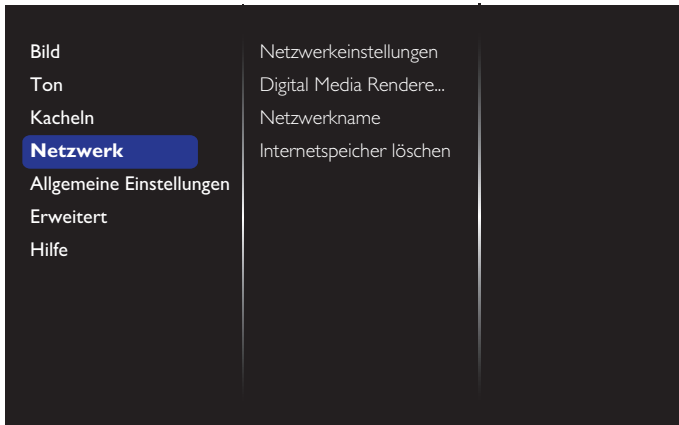 Bild
Ton
Kacheln
Netzwerk
Allgemeine Einstellungen
Erweitert
Hilfe
Netzwerkeinstellungen
Digital Media Rendere...
Netzwerkname
Internetspeicher löschen